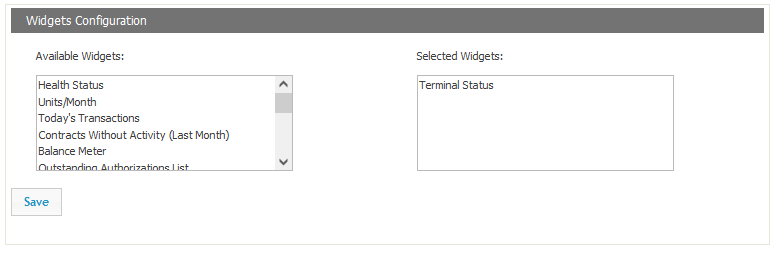 Widgets Configuration
Available Widgets:
Selected Widgets:
Health Status
Units/Month
Today's Transactions
Contracts Without Activity (Last Month)
Balance Meter
Outstanding Authorizations List
Terminal Status
Save